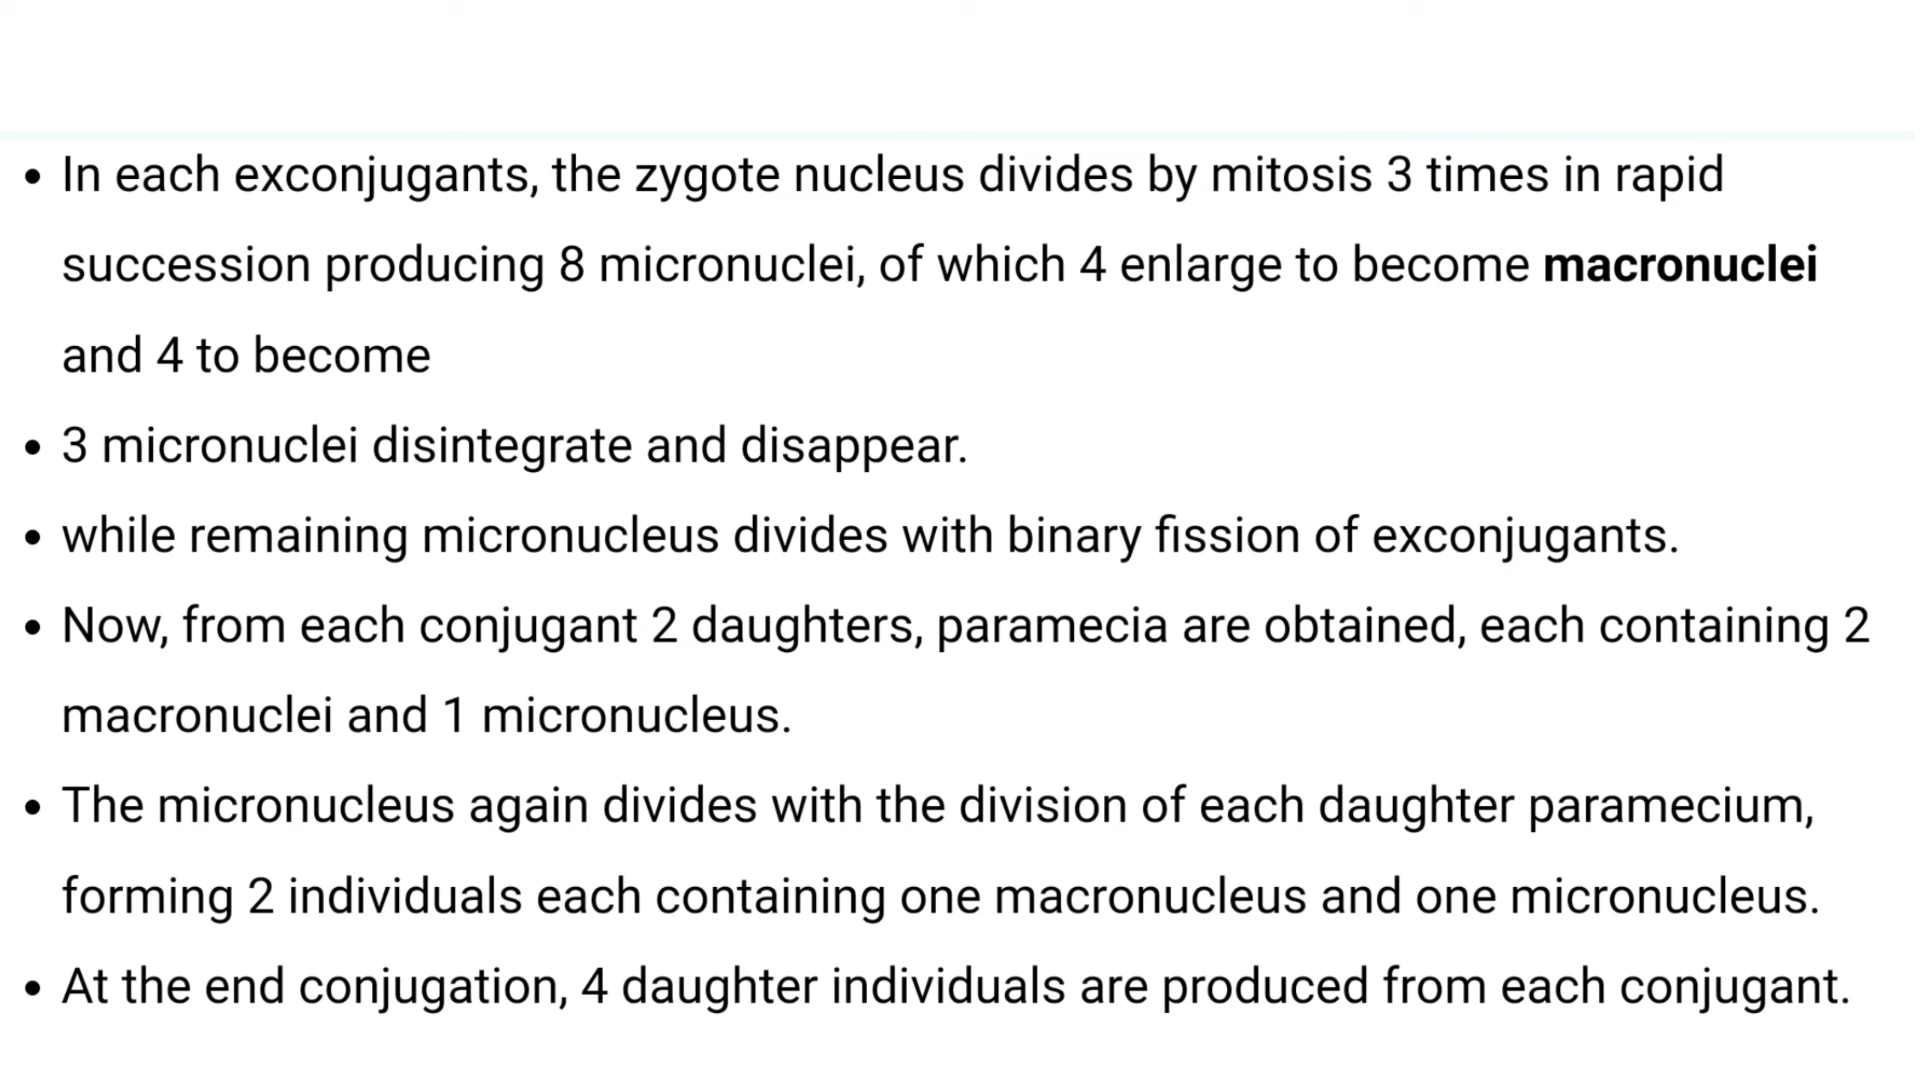 • In each exconjugants, the zygote nucleus divides by mitosis 3 times in rapid
succession producing 8 micronuclei, of which 4 enlarge to become macronuclei
and 4 to become
• 3 micronuclei disintegrate and disappear.
• while remaining micronucleus divides with binary fission of exconjugants.
• Now, from each conjugant 2 daughters, paramecia are obtained, each containing 2
macronuclei and 1 micronucleus.
• The micronucleus again divides with the division of each daughter paramecium,
forming 2 individuals each containing one macronucleus and one micronucleus.
• At the end conjugation, 4 daughter individuals are produced from each conjugant.